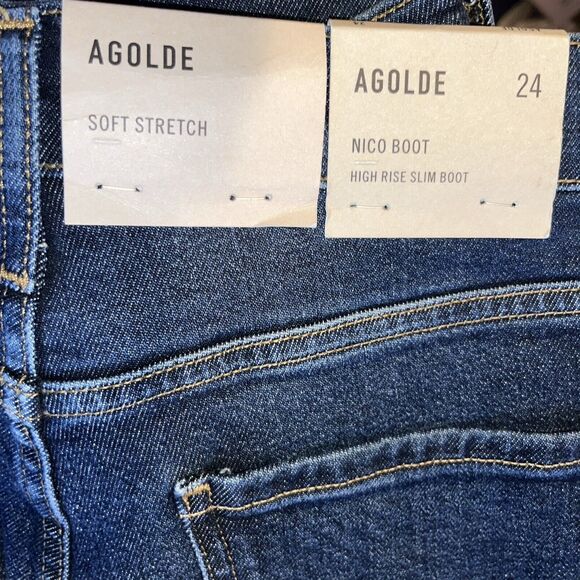 AGOLDE
SOFT STRETCH
AGOLDE 24
NICO BOOT
HIGH RISE SLIM BOOT